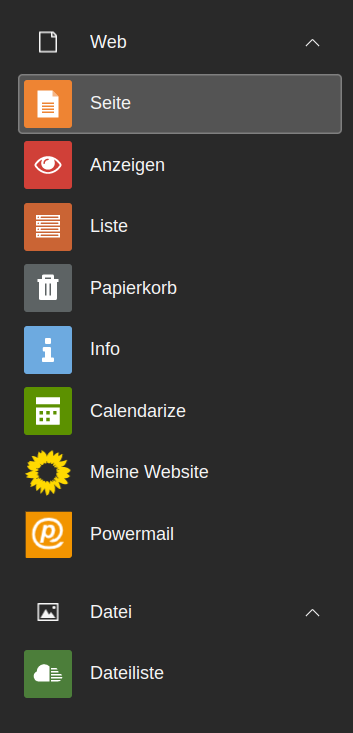 Web
Seite
Anzeigen
Liste
Papierkorb
Info
Calendarize
Meine Website
Powermail
Datei
Dateiliste